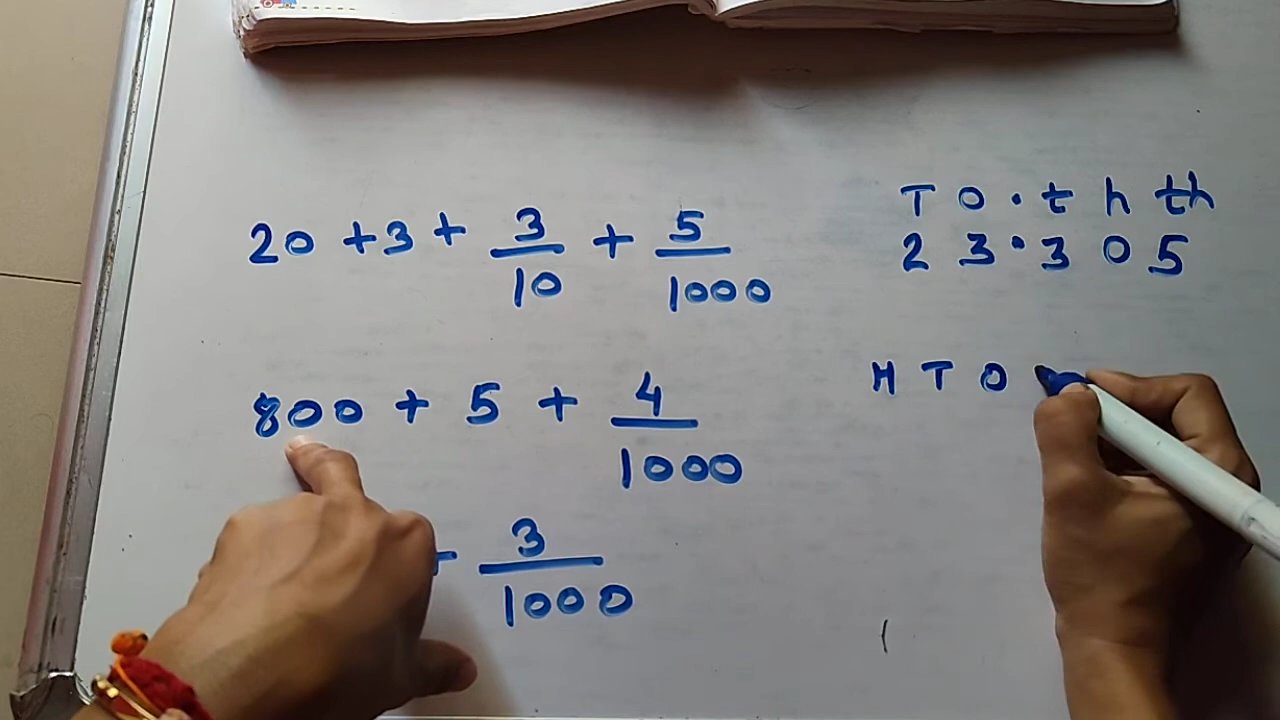 20 + 3 + 3/10 + 5/1000
T O . t h th
2 3 . 3 0 5
800 + 5 + 4/1000
H T O
+ 3/1000